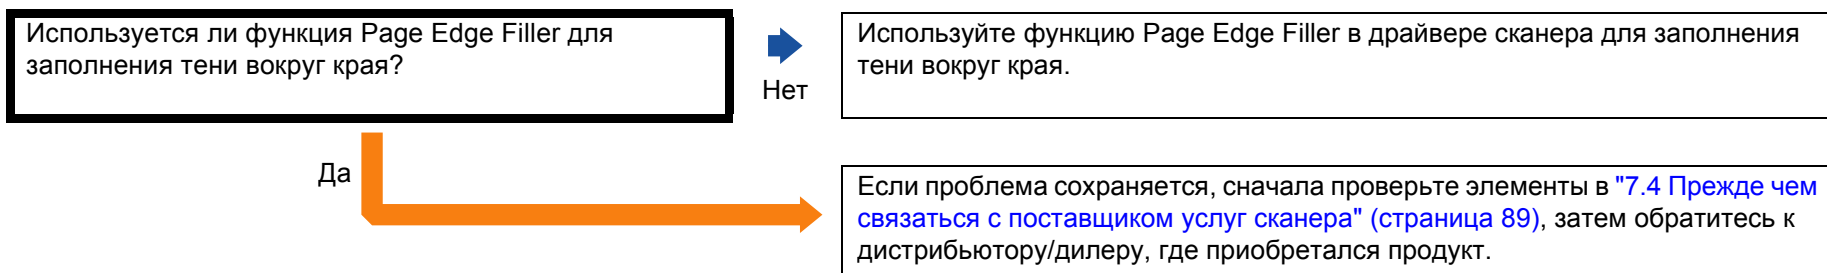 Используется ли функция Page Edge Filler для
заполнения тени вокруг края?
Нет
Используйте функцию Page Edge Filler в драйвере сканера для заполнения
тени вокруг края.
Да
Если проблема сохраняется, сначала проверьте элементы в "7.4 Прежде чем
связаться с поставщиком услуг сканера" (страница 89), затем обратитесь к
дистрибьютору/дилеру, где приобретался продукт.